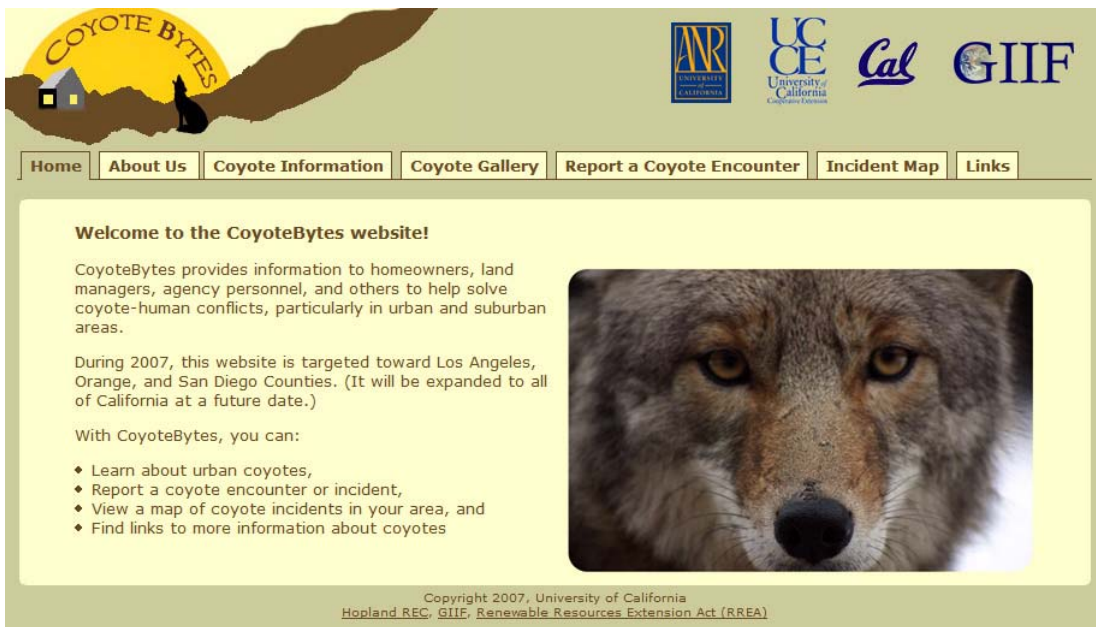 COYOTE BYTES
ANR
UNIVERSITY
of
CALIFORNIA
UC
CE
University of
California
Cooperative Extension
Cal
GIIF
Home About Us Coyote Information Coyote Gallery Report a Coyote Encounter Incident Map Links
Welcome to the CoyoteBytes website!
CoyoteBytes provides information to homeowners, land
managers, agency personnel, and others to help solve
coyote-human conflicts, particularly in urban and suburban
areas.
During 2007, this website is targeted toward Los Angeles,
Orange, and San Diego Counties. (It will be expanded to all
of California at a future date.)
With CoyoteBytes, you can:
Learn about urban coyotes,
Report a coyote encounter or incident,
View a map of coyote incidents in your area, and
Find links to more information about coyotes
Copyright 2007, University of California
Hopland REC, GIIF, Renewable Resources Extension Act (RREA)